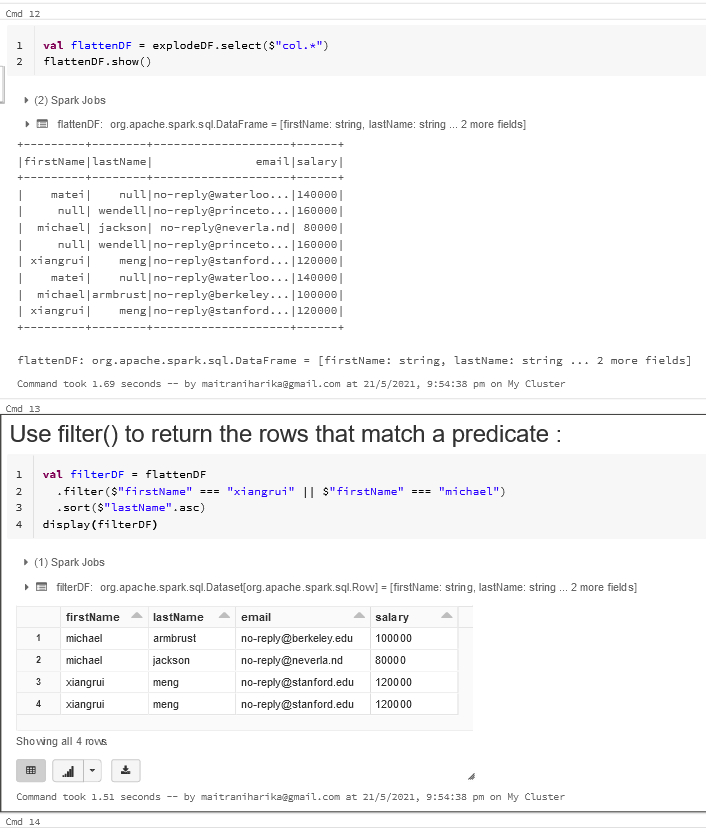 Cmd 12
1 val flattenDF = explodeDF.select($"col.*")
2 flattenDF.show()
(2) Spark Jobs
flattenDF: org.apache.spark.sql.DataFrame = [firstName: string, lastName: string ... 2 more fields]
+---------+--------+--------------------+------+
|firstName|lastName|               email|salary|
+---------+--------+--------------------+------+
|    matei|    null|no-reply@waterloo...|140000|
|     null| wendell|no-reply@princeto...|160000|
|  michael| jackson| no-reply@neverla.nd| 80000|
|     null| wendell|no-reply@princeto...|160000|
| xiangrui|    meng|no-reply@stanford...|120000|
|    matei|    null|no-reply@waterloo...|140000|
|  michael|armbrust|no-reply@berkeley...|100000|
| xiangrui|    meng|no-reply@stanford...|120000|
+---------+--------+--------------------+------+
flattenDF: org.apache.spark.sql.DataFrame = [firstName: string, lastName: string ... 2 more fields]
Command took 1.69 seconds -- by maitraniharika@gmail.com at 21/5/2021, 9:54:38 pm on My Cluster
Cmd 13
Use filter() to return the rows that match a predicate :
1 val filterDF = flattenDF
2   .filter($"firstName" === "xiangrui" || $"firstName" === "michael")
3   .sort($"lastName".asc)
4 display(filterDF)
(1) Spark Jobs
filterDF: org.apache.spark.sql.Dataset[org.apache.spark.sql.Row] = [firstName: string, lastName: string ... 2 more fields]
firstName lastName email salary
1 michael armbrust no-reply@berkeley.edu 100000
2 michael jackson no-reply@neverla.nd 80000
3 xiangrui meng no-reply@stanford.edu 120000
4 xiangrui meng no-reply@stanford.edu 120000
Showing all 4 rows.
Command took 1.51 seconds -- by maitraniharika@gmail.com at 21/5/2021, 9:54:38 pm on My Cluster
Cmd 14